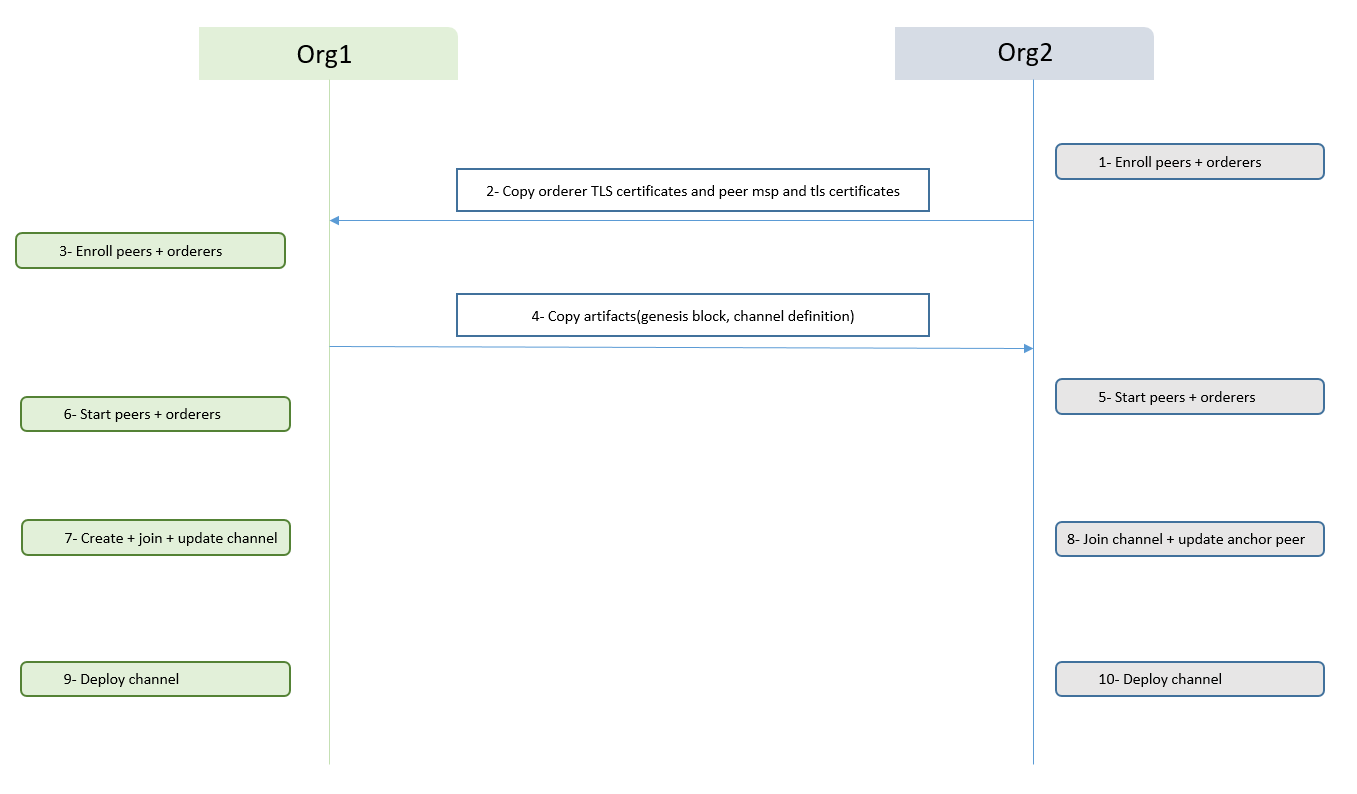 Org1
Org2
1- Enroll peers + orderers
2- Copy orderer TLS certificates and peer msp and tls certificates
3- Enroll peers + orderers
4- Copy artifacts(genesis block, channel definition)
5- Start peers + orderers
6- Start peers + orderers
7- Create + join + update channel
8- Join channel + update anchor peer
9- Deploy channel
10- Deploy channel